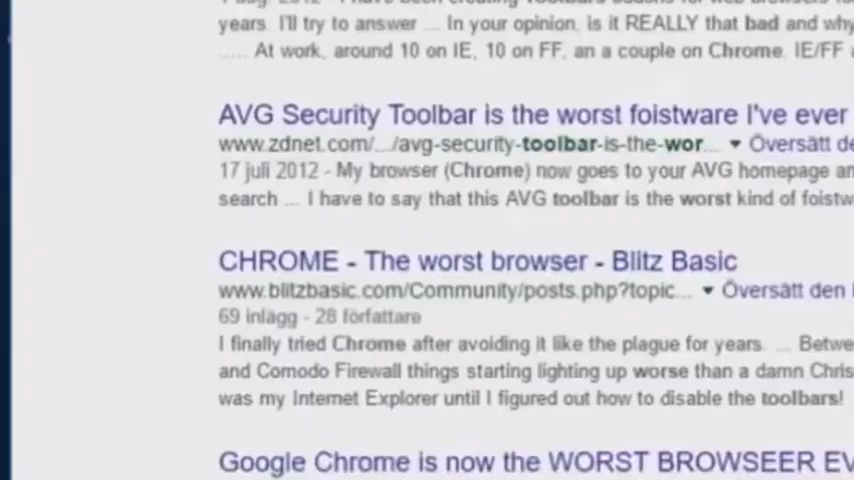 years. I'll try to answer ... In your opinion, is it REALLY that bad and why
..... At work, around 10 on IE, 10 on FF, an a couple on Chrome. IE/FF
AVG Security Toolbar is the worst foistware I've ever
www.zdnet.com/.../avg-security-toolbar-is-the-wor... ▼ Översätt de
17 juli 2012 - My browser (Chrome) now goes to your AVG homepage an
search ... I have to say that this AVG toolbar is the worst kind of foistw
CHROME - The worst browser - Blitz Basic
www.blitzbasic.com/Community/posts.php?topic... ▼ Översätt den
69 inlägg - 28 författare
I finally tried Chrome after avoiding it like the plague for years. ... Betwe
and Comodo Firewall things starting lighting up worse than a damn Chris
was my Internet Explorer until I figured out how to disable the toolbars!
Google Chrome is now the WORST BROWSEER EV